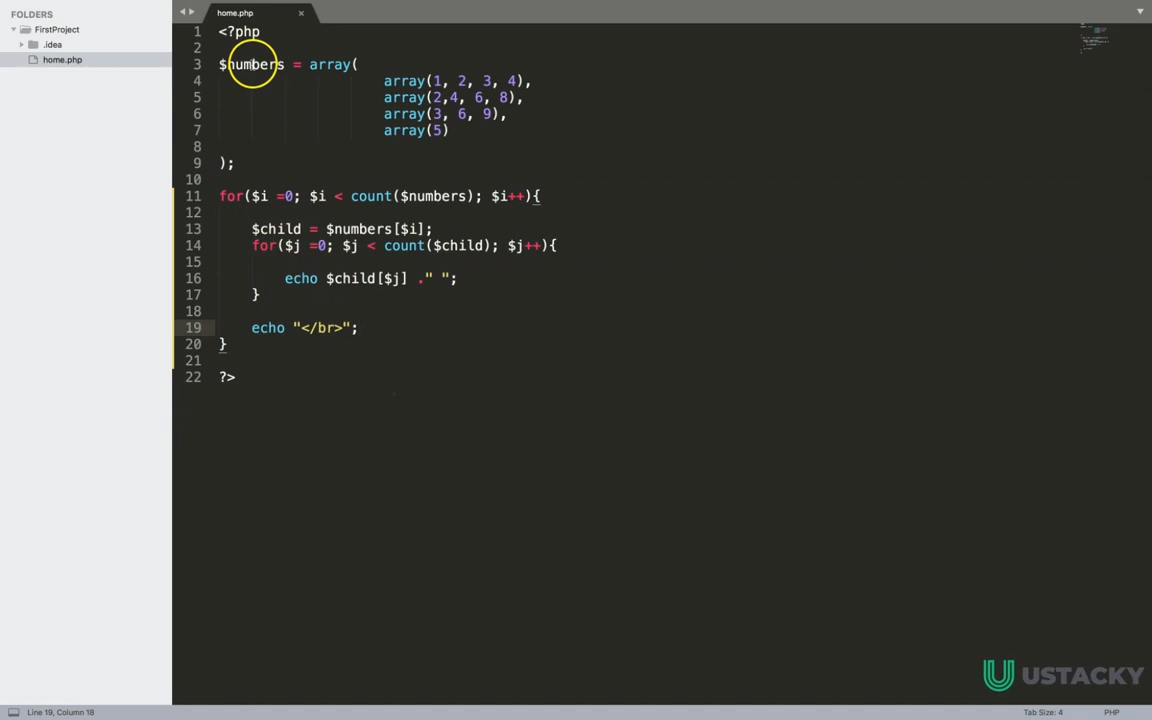 FOLDERS
FirstProject
.idea
home.php
home.php
1 <?php
2
3 $numbers = array(
4 array(1, 2, 3, 4),
5 array(2,4, 6, 8),
6 array(3, 6, 9),
7 array(5)
8
9 );
10
11 for($i =0; $i < count($numbers); $i++){
12
13 $child = $numbers[$i];
14 for($j =0; $j < count($child); $j++){
15
16 echo $child[$j] ." ";
17 }
18
19 echo "</br>";
20 }
21
22 ?>
USTACKY
Line 19, Column 18
Tab Size: 4
PHP